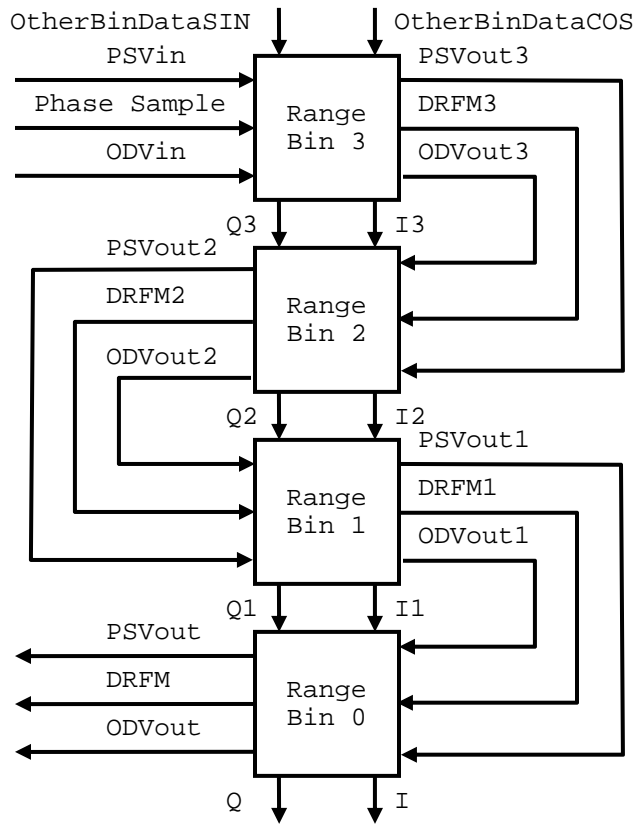 OtherBinDataSIN
OtherBinDataCOS
PSVin
PSVout3
Phase Sample
DRFM3
ODVin
ODVout3
Range
Bin 3
Q3
I3
PSVout2
DRFM2
ODVout2
Range
Bin 2
Q2
I2
PSVout1
DRFM1
ODVout1
Range
Bin 1
Q1
I1
PSVout
DRFM
ODVout
Range
Bin 0
Q
I